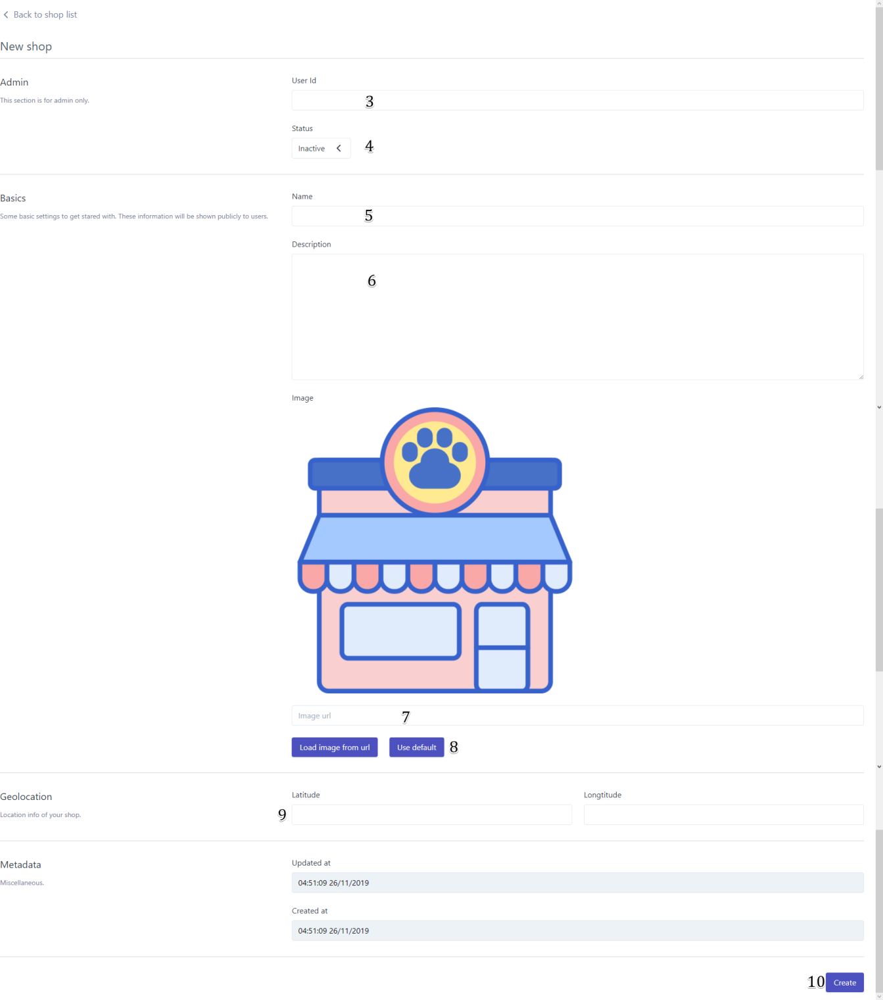 Back to shop list
New shop
Admin
This section is for admin only.
User Id
3
Status
Inactive
4
Basics
Some basic settings to get stared with. These information will be shown publicly to users.
Name
5
Description
6
Image
Image url
7
Load image from url Use default 8
Geolocation
Location info of your shop.
Latitude Longtitude
9
Metadata
Miscellaneous.
Updated at
04:51:09 26/11/2019
Created at
04:51:09 26/11/2019
10 Create